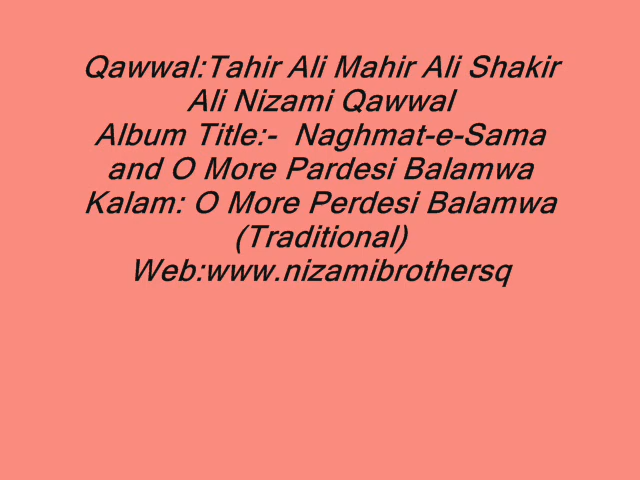 Qawwal:Tahir Ali Mahir Ali Shakir
Ali Nizami Qawwal
Album Title:-  Naghmat-e-Sama
and O More Pardesi Balamwa
Kalam: O More Perdesi Balamwa
(Traditional)
Web:www.nizamibrothersq